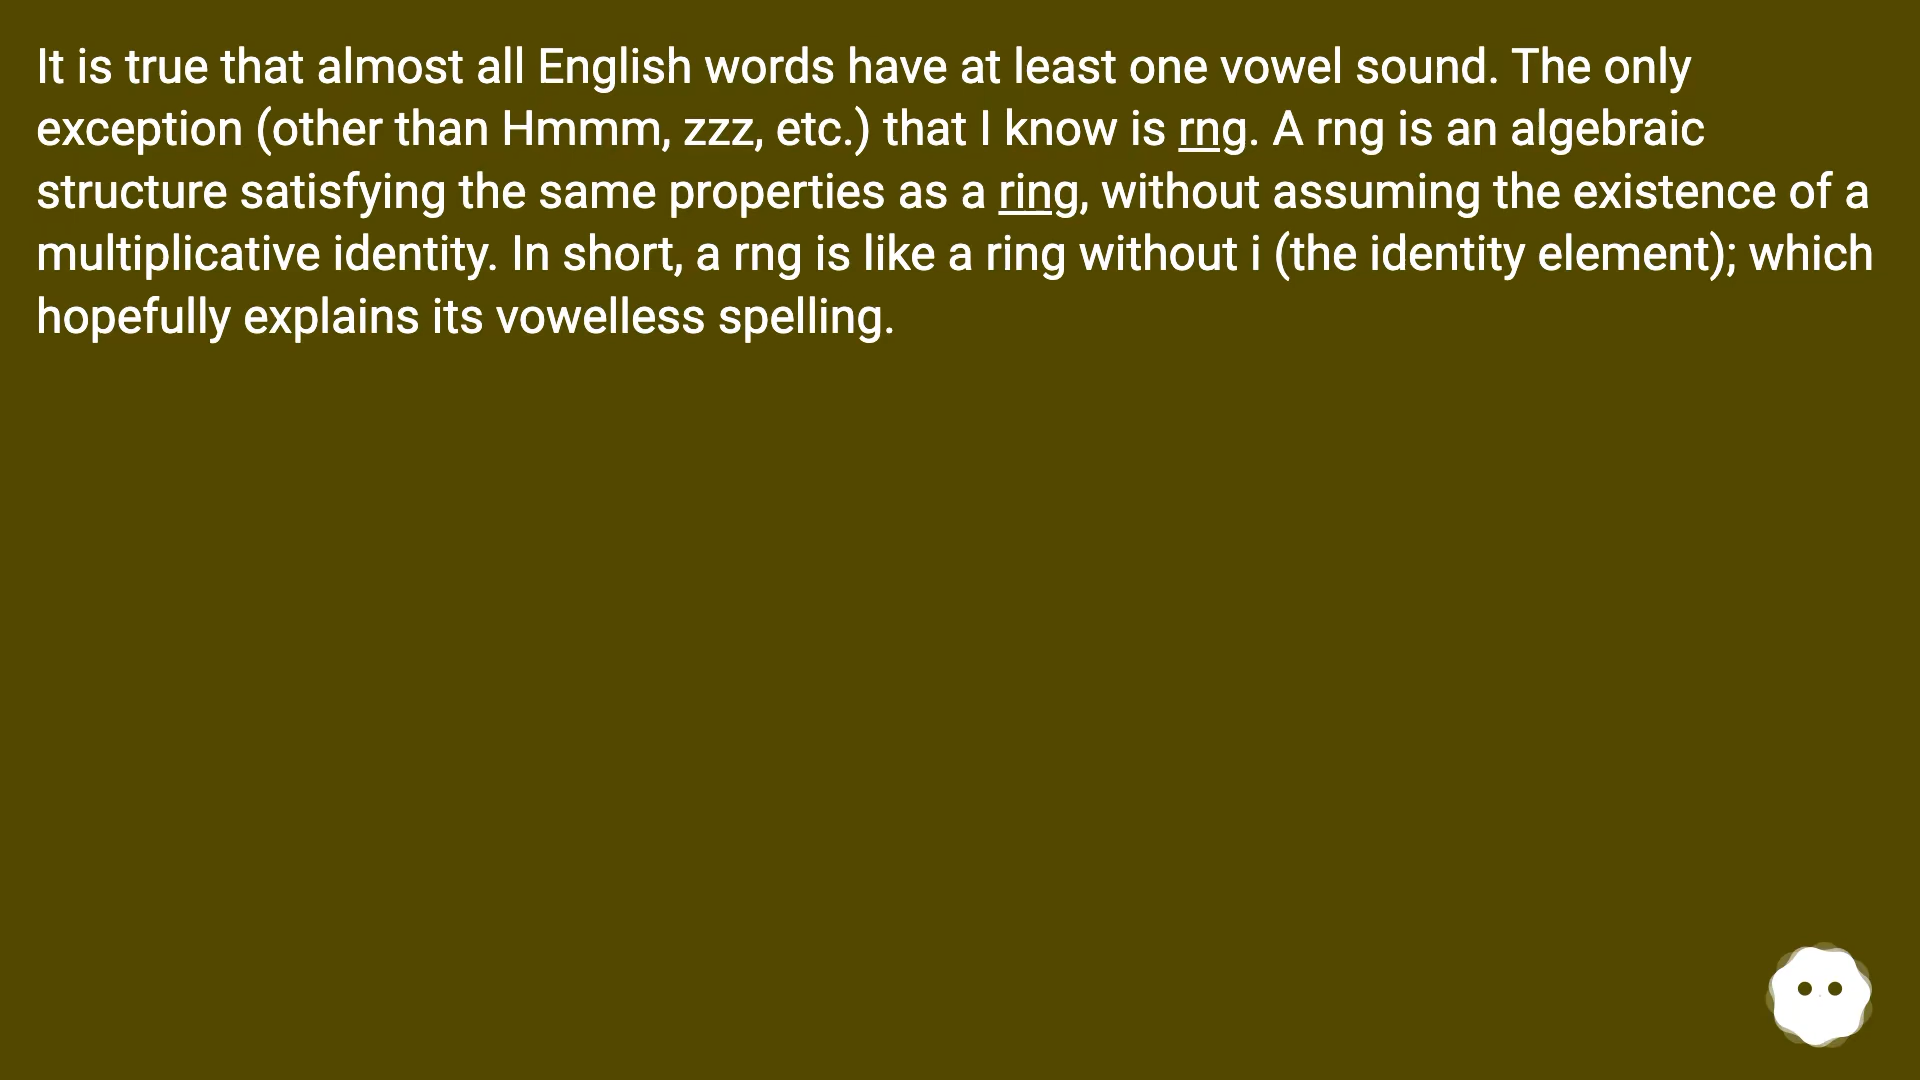 It is true that almost all English words have at least one vowel sound. The only
exception (other than Hmmm, zzz, etc.) that I know is rng. A rng is an algebraic
structure satisfying the same properties as a ring, without assuming the existence of a
multiplicative identity. In short, a rng is like a ring without i (the identity element); which
hopefully explains its vowelless spelling.